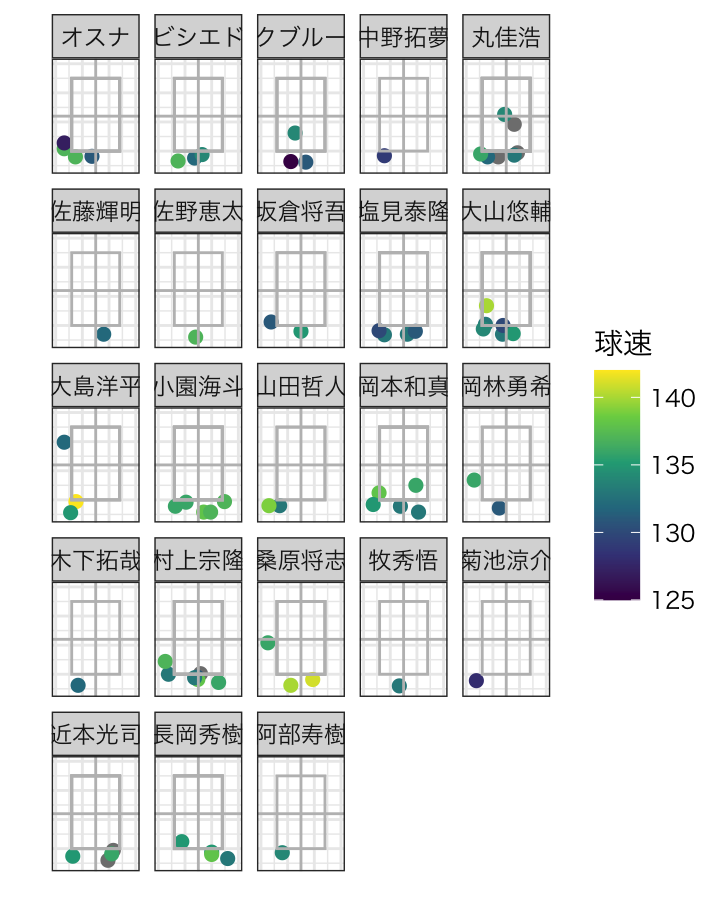 オスナ
ビシエド
クブルー
中野拓夢
丸佳浩
佐藤輝明
佐野恵太
坂倉将吾
塩見泰隆
大山悠輔
大島洋平
小園海斗
山田哲人
岡本和真
岡林勇希
木下拓哉
村上宗隆
桑原将志
牧秀悟
菊池涼介
近本光司
長岡秀樹
阿部寿樹
球速
140
135
130
125